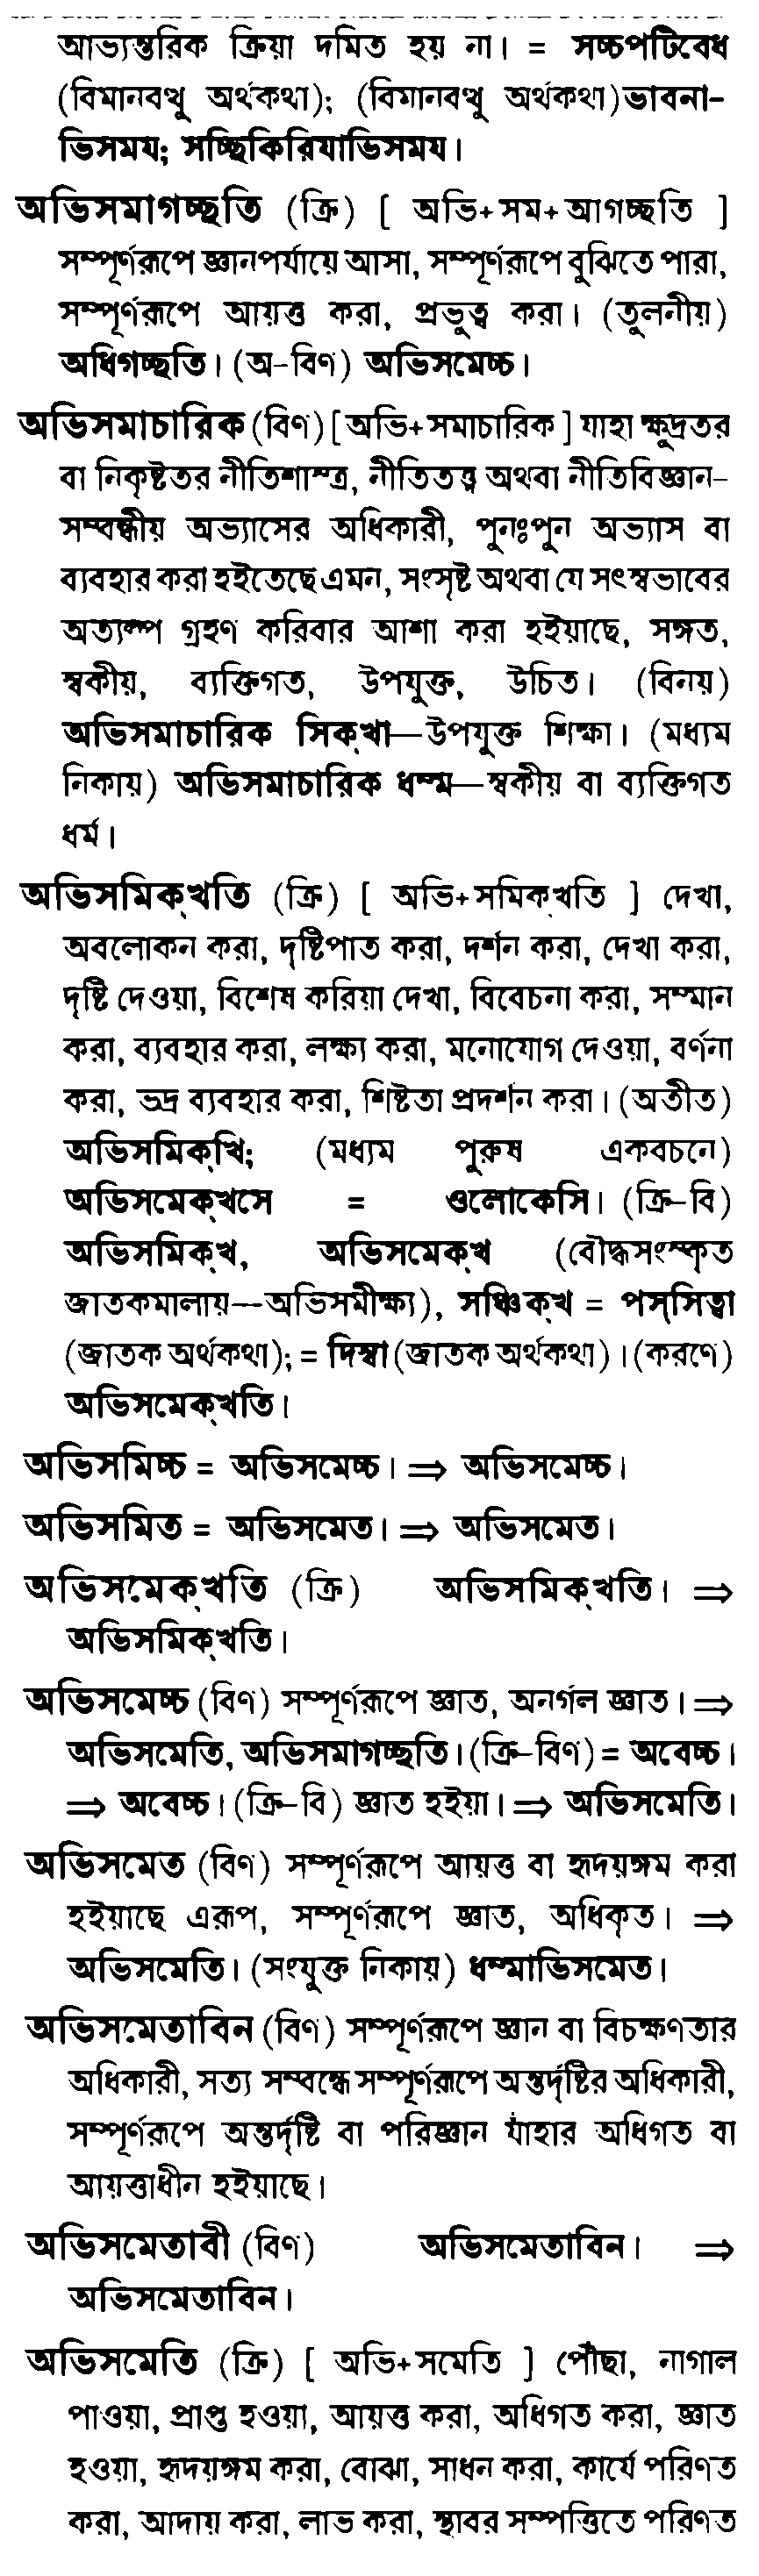 আভ্যন্তরিক ক্রিয়া দমিত হয় না। = সচ্চপটিবেধ
(বিমানবত্থু অর্থকথা); (বিমানবত্থু অর্থকথা) ভাবনা-
ভিসময; সচ্ছিকিরিযাভিসময।
অভিসমাগচ্ছতি (ক্রি) [ অভি+সম+আগচ্ছতি ]
সম্পূর্ণরূপে জ্ঞানপর্যায়ে আসা, সম্পূর্ণরূপে বুঝিতে পারা,
সম্পূর্ণরূপে আয়ত্ত করা, প্রভুত্ব করা। (তুলনীয়)
অধিগচ্ছতি। (অ-বিণ) অভিসমেচ্চ।
অভিসমাচারিক (বিণ) [ অভি+সমাচারিক ] যাহা ক্ষুদ্রতর
বা নিকৃষ্টতর নীতিশাস্ত্র, নীতিতত্ত্ব অথবা নীতিবিজ্ঞান-
সম্বন্ধীয় অভ্যাসের অধিকারী, পুনঃপুন অভ্যাস বা
ব্যবহার করা হইতেছে এমন, সংসৃষ্ট অথবা যে সৎস্বভাবের
অত্যল্প গ্রহণ করিবার আশা করা হইয়াছে, সঙ্গত,
স্বকীয়, ব্যক্তিগত, উপযুক্ত, উচিত। (বিনয়)
অভিসমাচারিক সিক্‌খা—উপযুক্ত শিক্ষা। (মধ্যম
নিকায়) অভিসমাচারিক ধম্ম—স্বকীয় বা ব্যক্তিগত
ধর্ম।
অভিসমিক্‌খতি (ক্রি) [ অভি+সমিক্‌খতি ] দেখা,
অবলোকন করা, দৃষ্টিপাত করা, দর্শন করা, দেখা করা,
দৃষ্টি দেওয়া, বিশেষ করিয়া দেখা, বিবেচনা করা, সম্মান
করা, ব্যবহার করা, লক্ষ্য করা, মনোযোগ দেওয়া, বর্ণনা
করা, ভদ্র ব্যবহার করা, শিষ্টতা প্রদর্শন করা। (অতীত)
অভিসমিক্‌খি; (মধ্যম পুরুষ একবচনে)
অভিসমেক্‌খসে = ওলোকেসি। (ক্রি-বি)
অভিসমিক্‌খ, অভিসমেক্‌খ (বৌদ্ধসংস্কৃত
জাতকমালায়—অভিসমীক্ষ্য), সঞ্চিক্‌খ = পস্‌সিত্বা
(জাতক অর্থকথা); = দিস্বা (জাতক অর্থকথা)। (করণে)
অভিসমেক্‌খতি।
অভিসমিচ্চ = অভিসমেচ্চ। ⇒ অভিসমেচ্চ।
অভিসমিত = অভিসমেত। ⇒ অভিসমেত।
অভিসমেক্‌খতি (ক্রি) অভিসমিক্‌খতি। ⇒
অভিসমিক্‌খতি।
অভিসমেচ্চ (বিণ) সম্পূর্ণরূপে জ্ঞাত, অনর্গল জ্ঞাত। ⇒
অভিসমেতি, অভিসমাগচ্ছতি। (ক্রি-বিণ) = অবেচ্চ।
⇒ অবেচ্চ। (ক্রি-বি) জ্ঞাত হইয়া। ⇒ অভিসমেতি।
অভিসমেত (বিণ) সম্পূর্ণরূপে আয়ত্ত বা হৃদয়ঙ্গম করা
হইয়াছে এরূপ, সম্পূর্ণরূপে জ্ঞাত, অধিকৃত। ⇒
অভিসমেতি। (সংযুক্ত নিকায়) ধম্মাভিসমেত।
অভিসমেতাবিন (বিণ) সম্পূর্ণরূপে জ্ঞান বা বিচক্ষণতার
অধিকারী, সত্য সম্বন্ধে সম্পূর্ণরূপে অন্তর্দৃষ্টির অধিকারী,
সম্পূর্ণরূপে অন্তর্দৃষ্টি বা পরিজ্ঞান যাঁহার অধিগত বা
আয়ত্তাধীন হইয়াছে।
অভিসমেতাবী (বিণ) অভিসমেতাবিন। ⇒
অভিসমেতাবিন।
অভিসমেতি (ক্রি) [ অভি+সমেতি ] পৌঁছা, নাগাল
পাওয়া, প্রাপ্ত হওয়া, আয়ত্ত করা, অধিগত করা, জ্ঞাত
হওয়া, হৃদয়ঙ্গম করা, বোঝা, সাধন করা, কার্যে পরিণত
করা, আদায় করা, লাভ করা, স্থাবর সম্পত্তিতে পরিণত